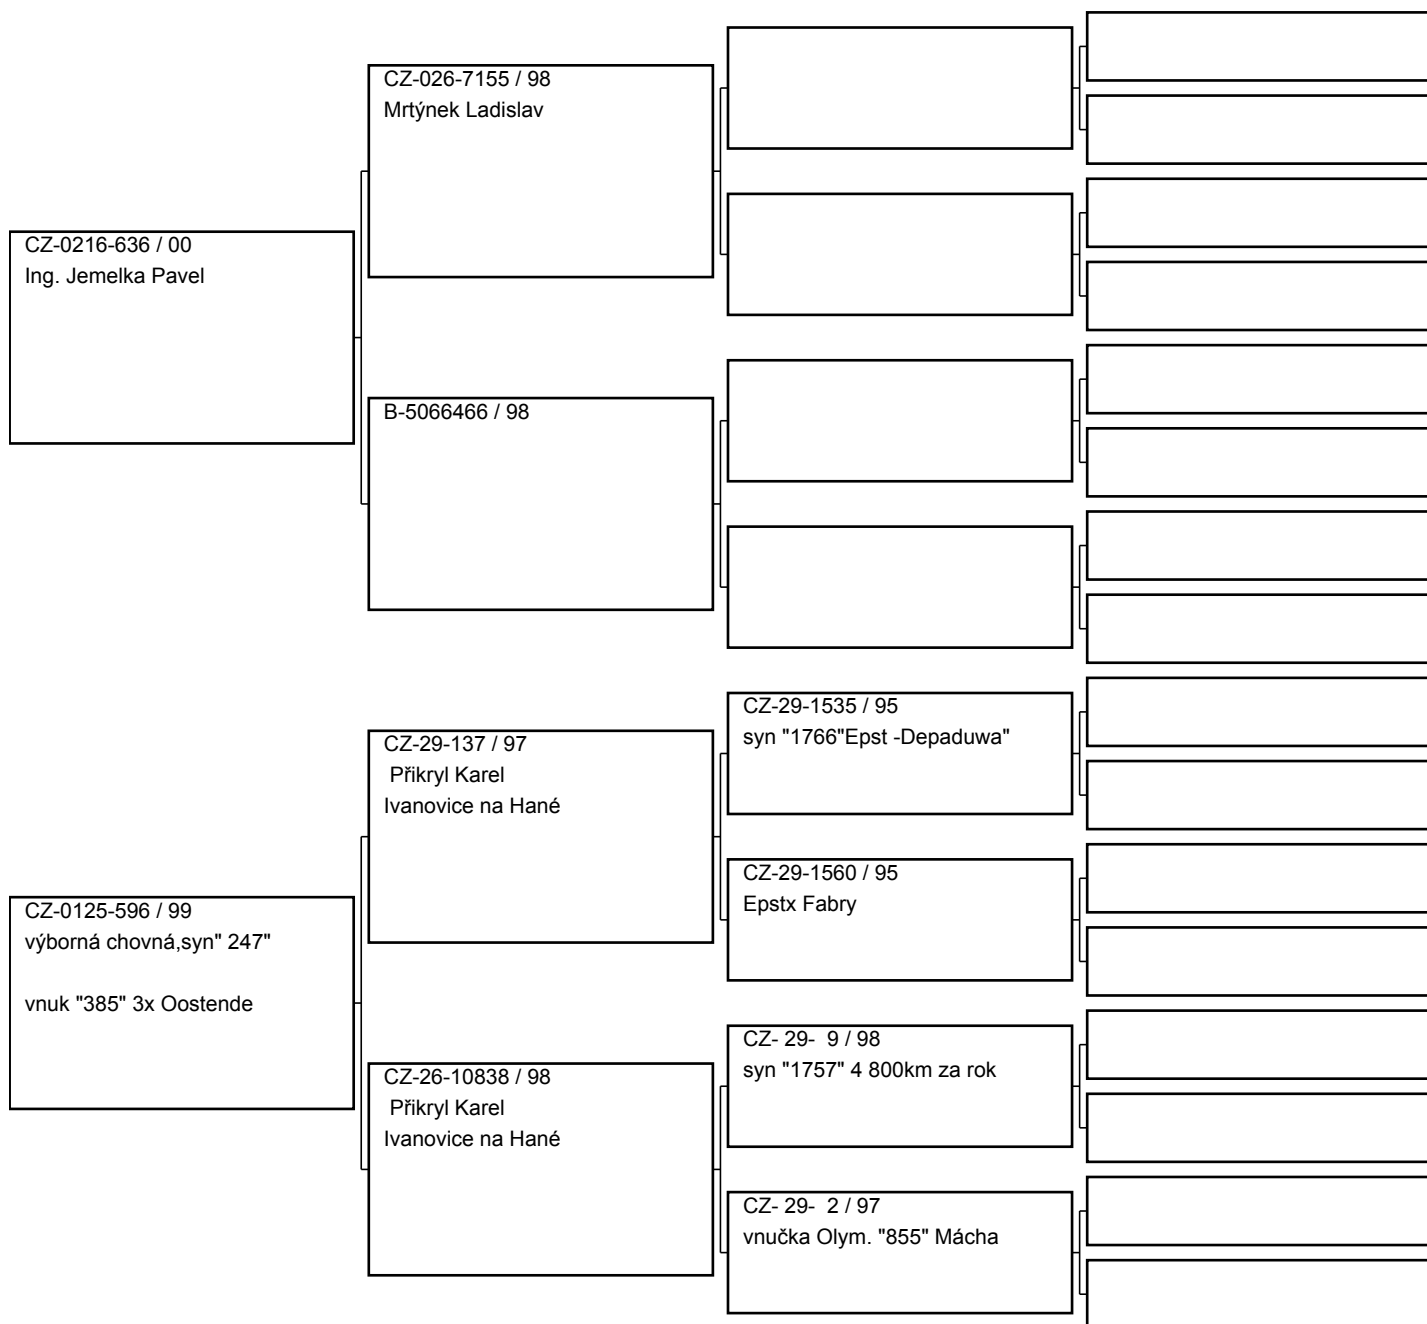 CZ-026-7155 / 98
Mrtýnek Ladislav
CZ-0216-636 / 00
Ing. Jemelka Pavel
B-5066466 / 98
CZ-29-1535 / 95
syn "1766"Epst -Depaduwa"
CZ-29-137 / 97
Přikryl Karel
Ivanovice na Hané
CZ-29-1560 / 95
Epstx Fabry
CZ-0125-596 / 99
výborná chovná,syn" 247"
vnuk "385" 3x Oostende
CZ- 29-  9 / 98
syn "1757" 4 800km za rok
CZ-26-10838 / 98
Přikryl Karel
Ivanovice na Hané
CZ- 29-  2 / 97
vnučka Olym. "855" Mácha